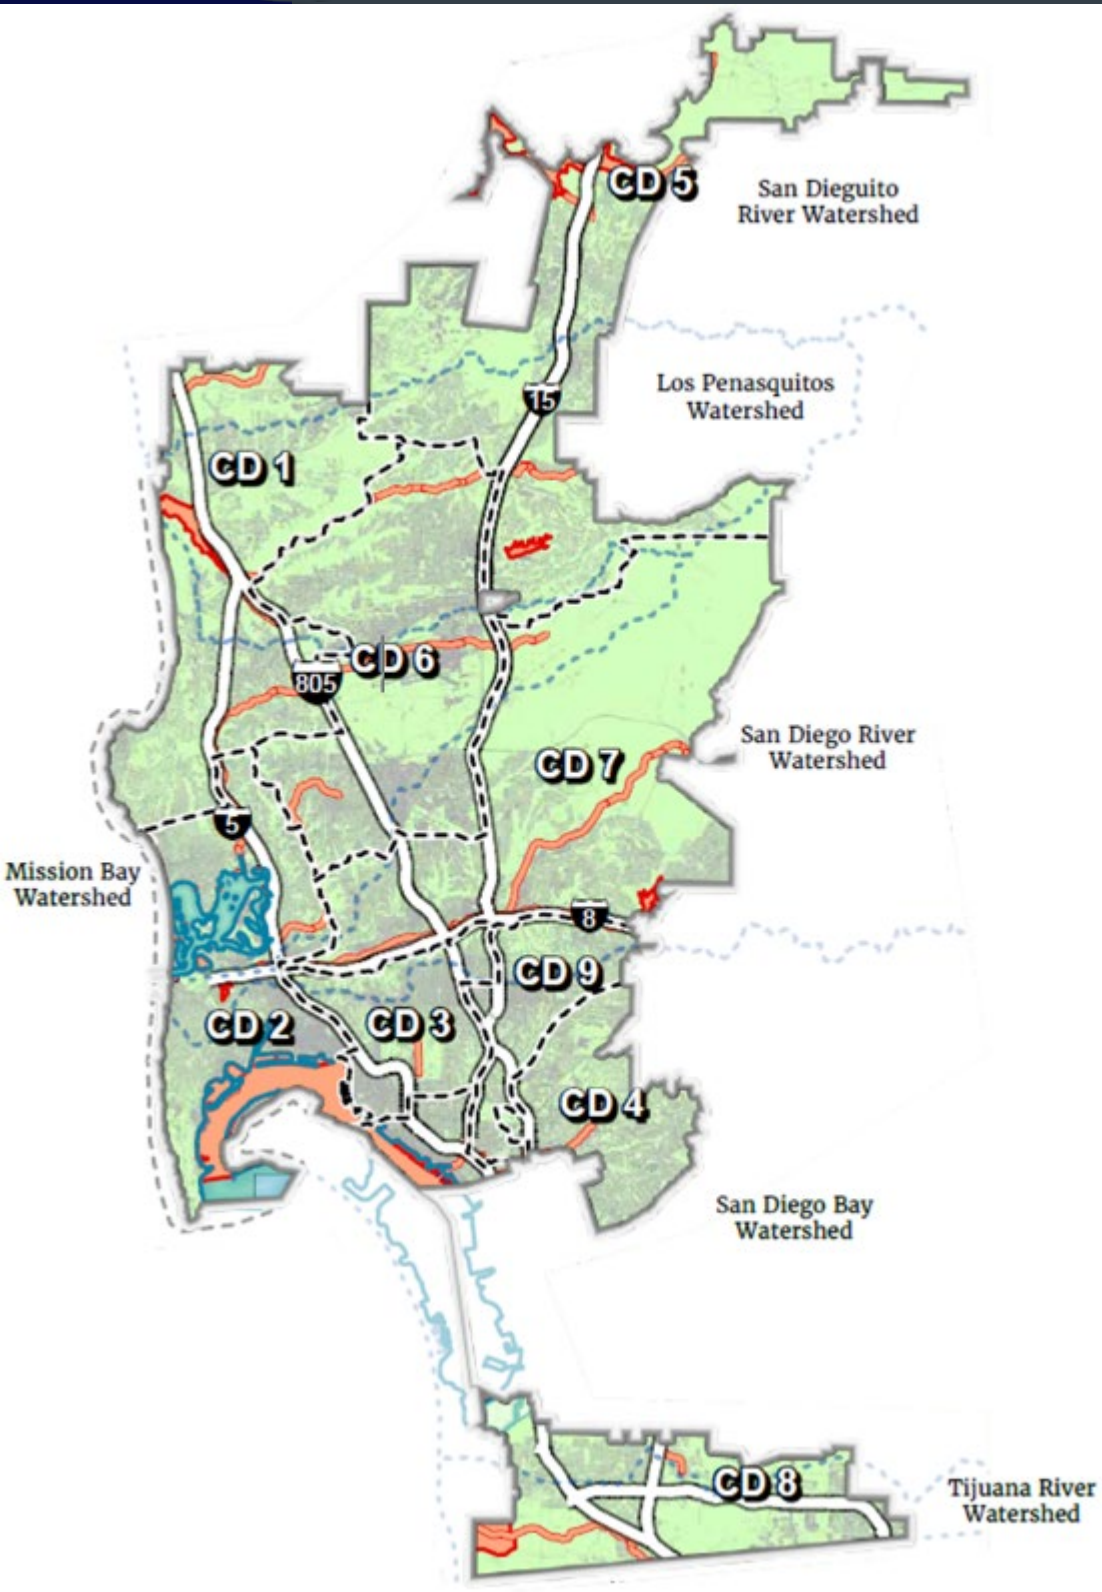 CD 5
San Dieguito
River Watershed
15
Los Penasquitos
Watershed
CD 1
CD 6
805
San Diego River
Watershed
CD 7
5
Mission Bay
Watershed
8
CD 9
CD 2
CD 3
CD 4
San Diego Bay
Watershed
CD 8
Tijuana River
Watershed